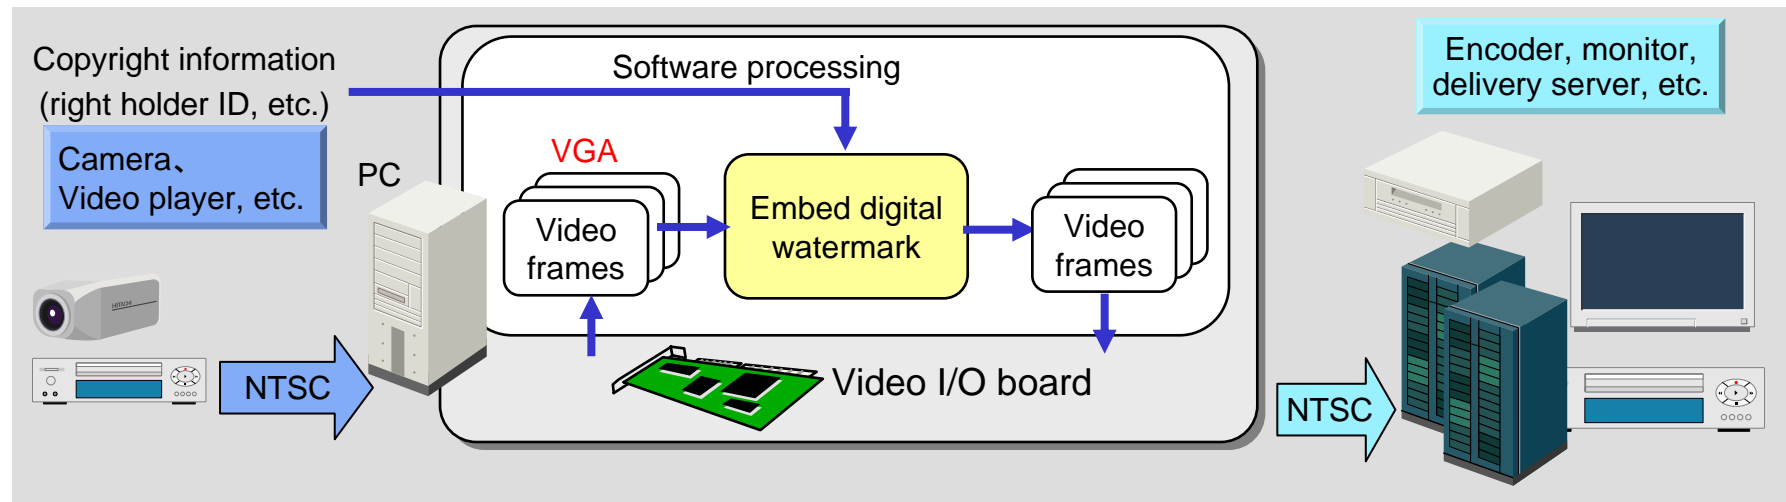 Copyright information
(right holder ID, etc.)
Camera、
Video player, etc.
HITACHI
NTSC
PC
Software processing
VGA
Video
frames
Embed digital
watermark
Video
frames
Video I/O board
NTSC
Encoder, monitor,
delivery server, etc.